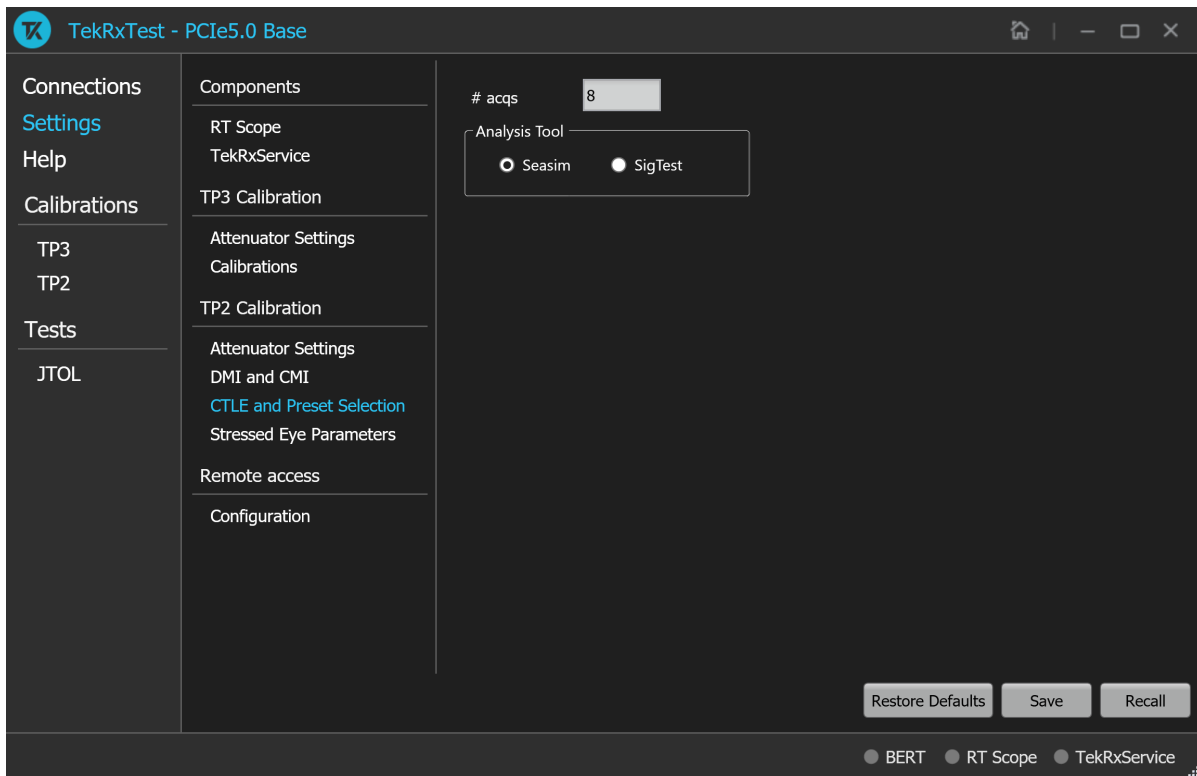 TK TekRxTest - PCIe5.0 Base
Connections
Settings
Help
Calibrations
TP3
TP2
Tests
JTOL
Components
RT Scope
TekRxService
TP3 Calibration
Attenuator Settings
Calibrations
TP2 Calibration
Attenuator Settings
DMI and CMI
CTLE and Preset Selection
Stressed Eye Parameters
Remote access
Configuration
# acqs 8
Analysis Tool
Seasim SigTest
Restore Defaults Save Recall
BERT RT Scope TekRxService